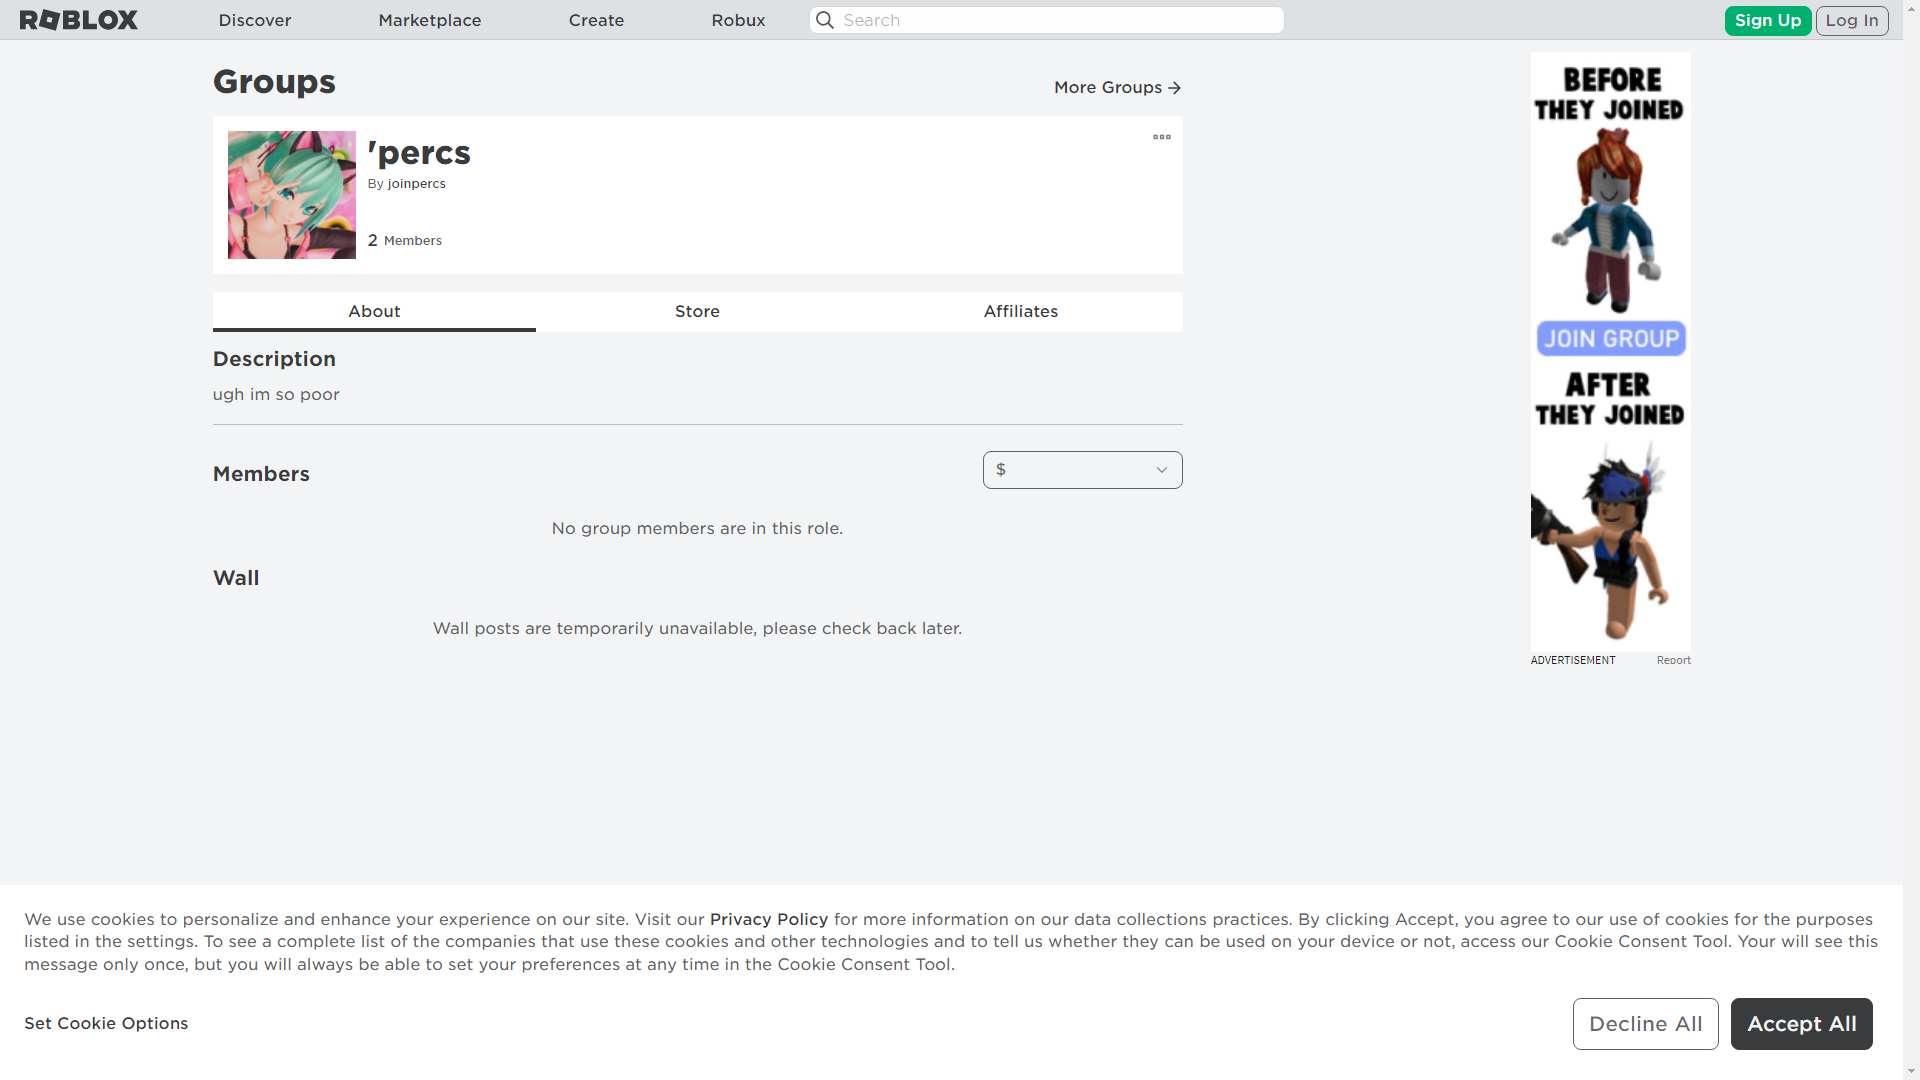 ROBLOX
Discover
Marketplace
Create
Robux
Search
Sign Up
Log In
Groups
More Groups
'percs
By joinpercs
2 Members
About
Store
Affiliates
Description
ugh im so poor
Members
$
No group members are in this role.
Wall
Wall posts are temporarily unavailable, please check back later.
BEFORE
THEY JOINED
JOIN GROUP
AFTER
THEY JOINED
ADVERTISEMENT
Report
We use cookies to personalize and enhance your experience on our site. Visit our Privacy Policy for more information on our data collections practices. By clicking Accept, you agree to our use of cookies for the purposes
listed in the settings. To see a complete list of the companies that use these cookies and other technologies and to tell us whether they can be used on your device or not, access our Cookie Consent Tool. Your will see this
message only once, but you will always be able to set your preferences at any time in the Cookie Consent Tool.
Set Cookie Options
Decline All
Accept All